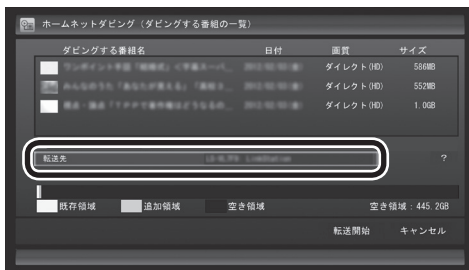 ホームネットダビング（ダビングする番組の一覧）
ダビングする番組名 日付 画質 サイズ
ダイレクト(HD) 586MB
ダイレクト(HD) 552MB
ダイレクト(HD) 1.0GB
転送先 ?
既存領域 追加領域 空き領域 空き領域：445.2GB
転送開始 キャンセル